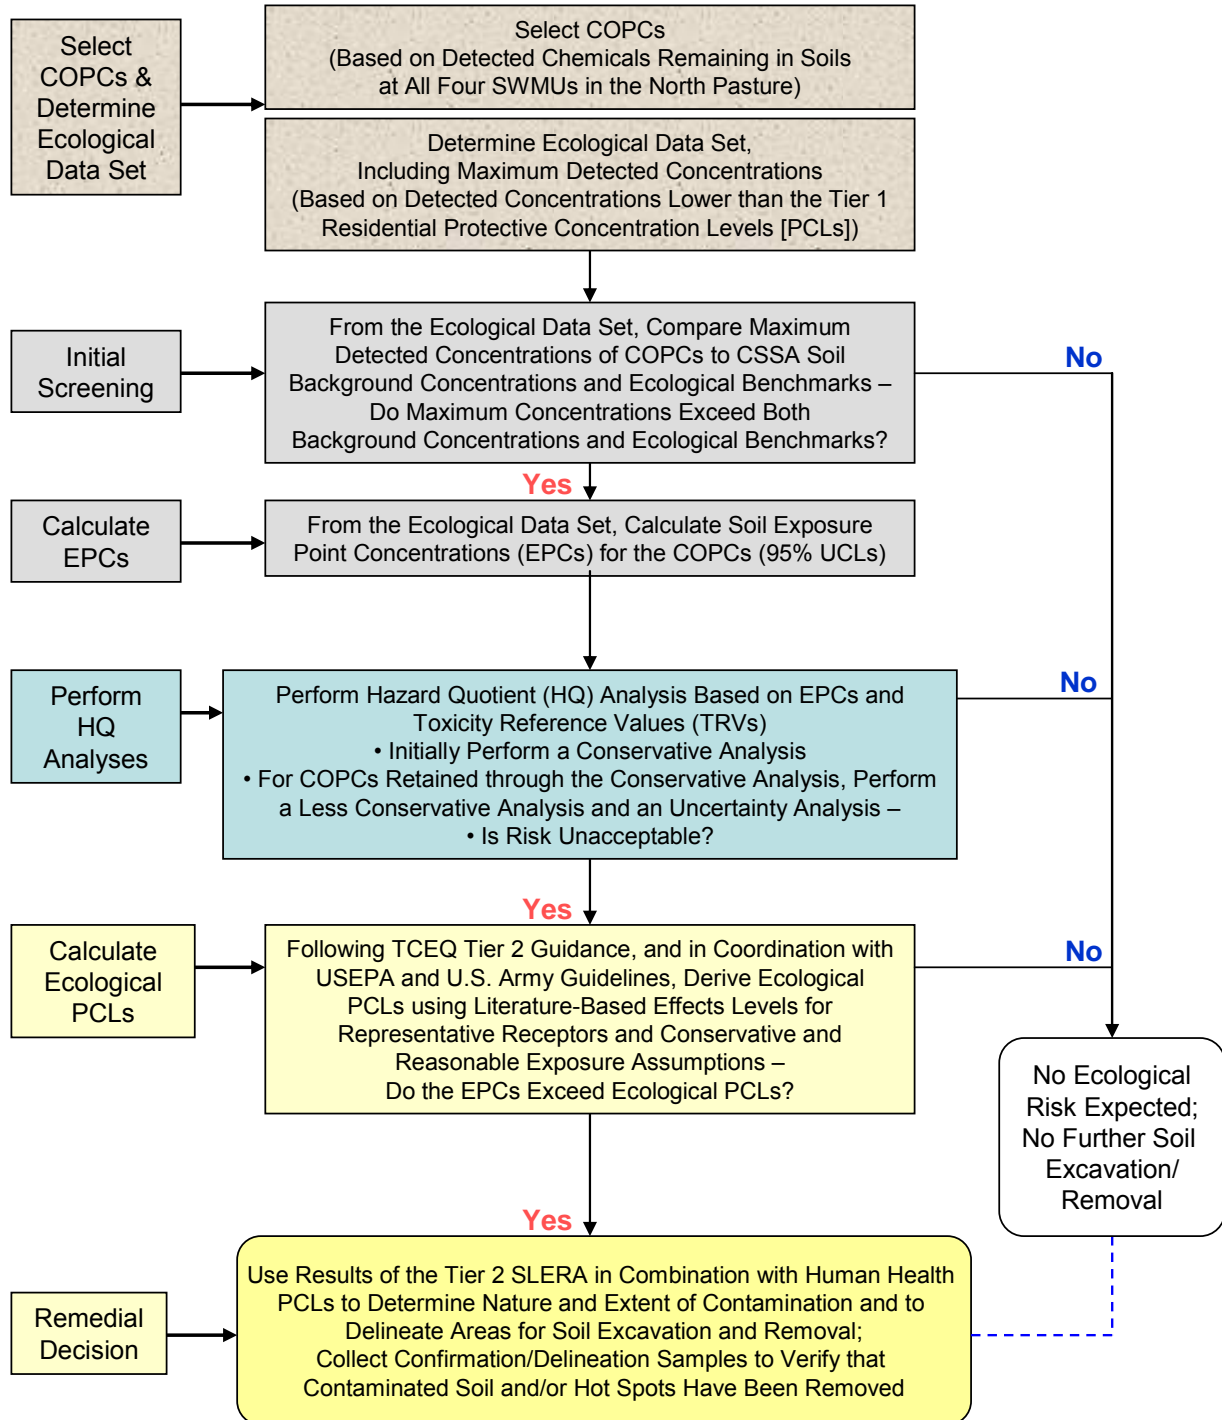 Select
COPCs &
Determine
Ecological
Data Set
Select COPCs
(Based on Detected Chemicals Remaining in Soils
at All Four SWMUs in the North Pasture)
Determine Ecological Data Set,
Including Maximum Detected Concentrations
(Based on Detected Concentrations Lower than the Tier 1
Residential Protective Concentration Levels [PCLs])
Initial
Screening
From the Ecological Data Set, Compare Maximum
Detected Concentrations of COPCs to CSSA Soil
Background Concentrations and Ecological Benchmarks –
Do Maximum Concentrations Exceed Both
Background Concentrations and Ecological Benchmarks?
No
Yes
Calculate
EPCs
From the Ecological Data Set, Calculate Soil Exposure
Point Concentrations (EPCs) for the COPCs (95% UCLs)
Perform
HQ
Analyses
Perform Hazard Quotient (HQ) Analysis Based on EPCs and
Toxicity Reference Values (TRVs)
• Initially Perform a Conservative Analysis
• For COPCs Retained through the Conservative Analysis, Perform
a Less Conservative Analysis and an Uncertainty Analysis –
• Is Risk Unacceptable?
No
Yes
Calculate
Ecological
PCLs
Following TCEQ Tier 2 Guidance, and in Coordination with
USEPA and U.S. Army Guidelines, Derive Ecological
PCLs using Literature-Based Effects Levels for
Representative Receptors and Conservative and
Reasonable Exposure Assumptions –
Do the EPCs Exceed Ecological PCLs?
No
No Ecological
Risk Expected;
No Further Soil
Excavation/
Removal
Yes
Remedial
Decision
Use Results of the Tier 2 SLERA in Combination with Human Health
PCLs to Determine Nature and Extent of Contamination and to
Delineate Areas for Soil Excavation and Removal;
Collect Confirmation/Delineation Samples to Verify that
Contaminated Soil and/or Hot Spots Have Been Removed